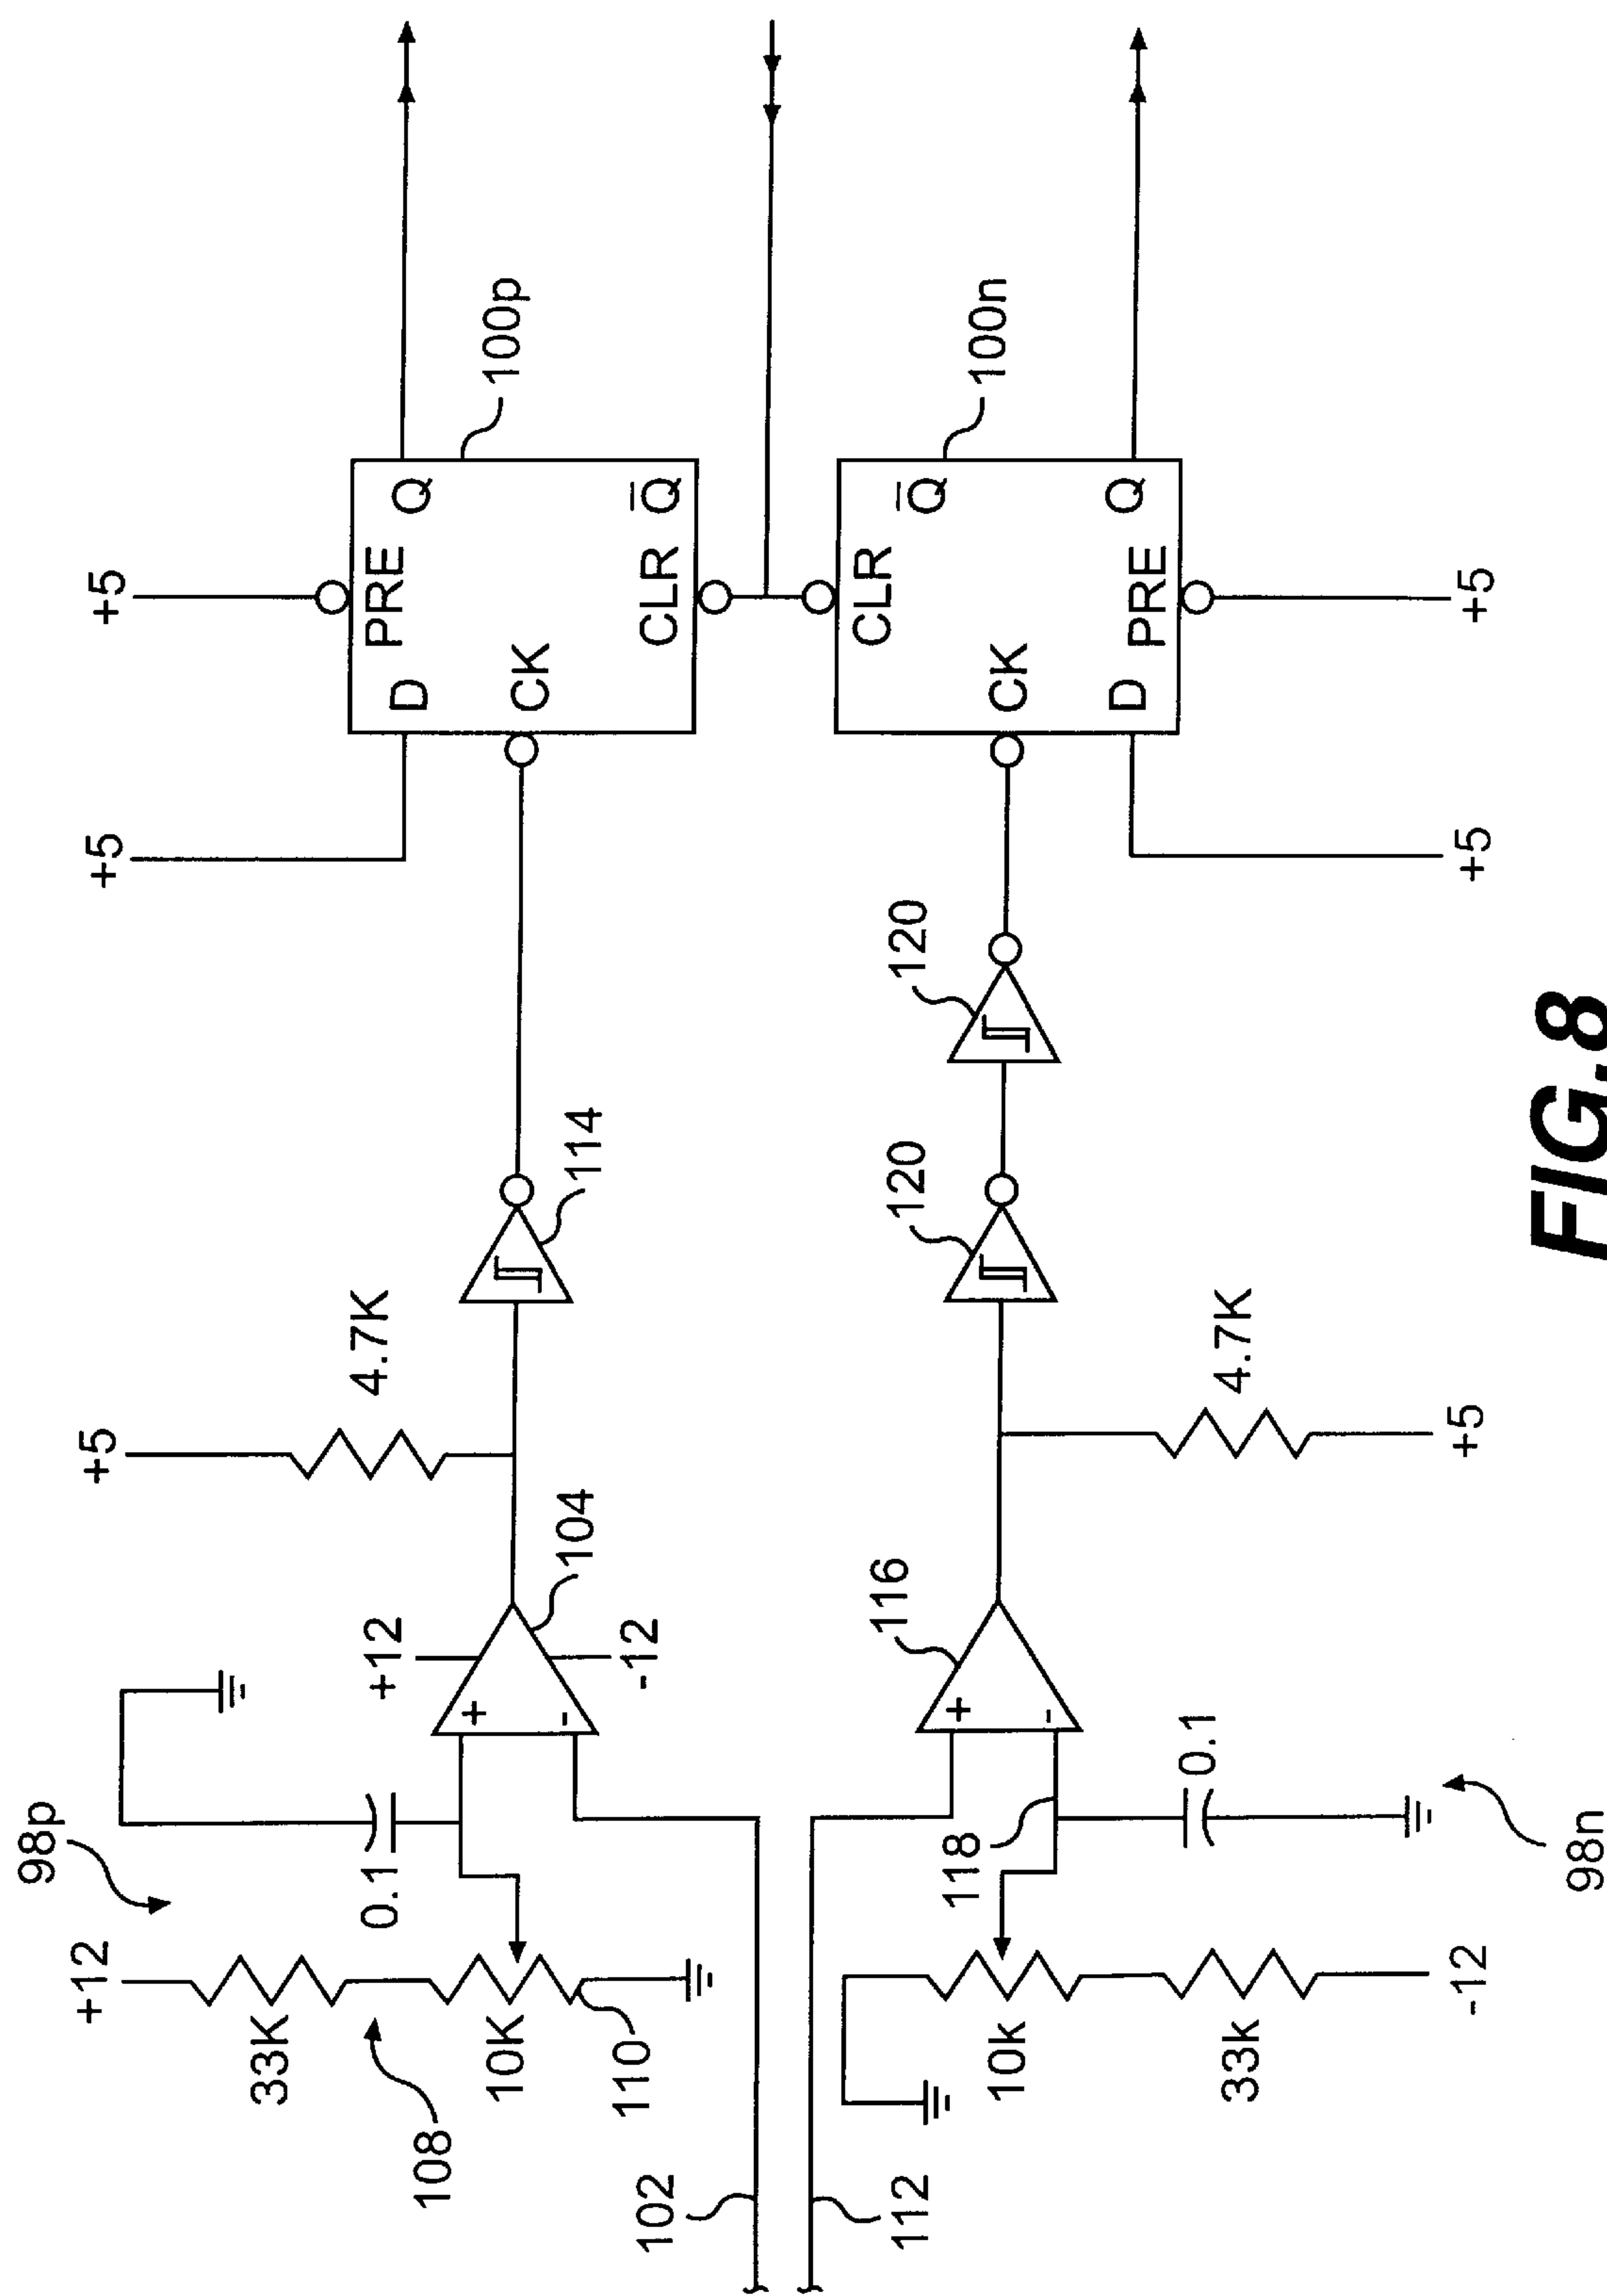 98p
+12
33K
108
10K
110
0.1
+12
104
-12
+5
4.7K
114
+5
D
PRE
Q
CK
CLR
Q̅
+5
100p
102
112
118
116
+
-
+
-
10k
33k
-12
0.1
98n
4.7K
+5
120
120
CLR
Q̅
CK
D
PRE
Q
+5
+5
100n
FIG.8